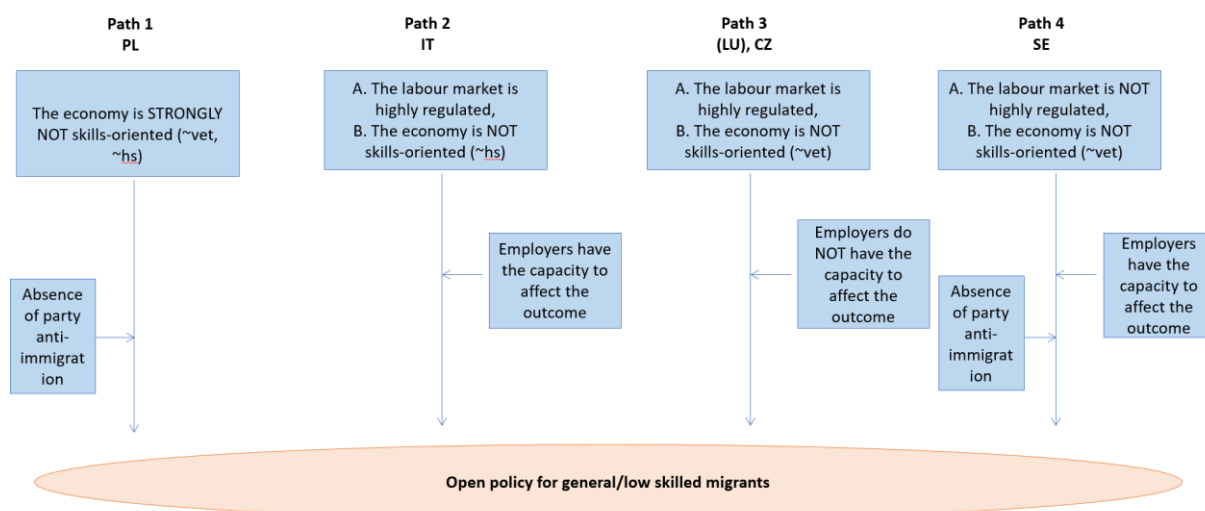 Path 1
PL
The economy is STRONGLY
NOT skills-oriented (~vet,
~hs)
Absence
of party
anti-
immigrat
ion
Path 2
IT
A. The labour market is
highly regulated,
B. The economy is NOT
skills-oriented (~hs)
Employers have
the capacity to
affect the
outcome
Path 3
(LU), CZ
A. The labour market is
highly regulated,
B. The economy is NOT
skills-oriented (~vet)
Employers do
NOT have the
capacity to
affect the
outcome
Path 4
SE
A. The labour market is NOT
highly regulated,
B. The economy is NOT
skills-oriented (~vet)
Employers
have the
capacity to
affect the
outcome
Absence
of party
anti-
immigrat
ion
Open policy for general/low skilled migrants